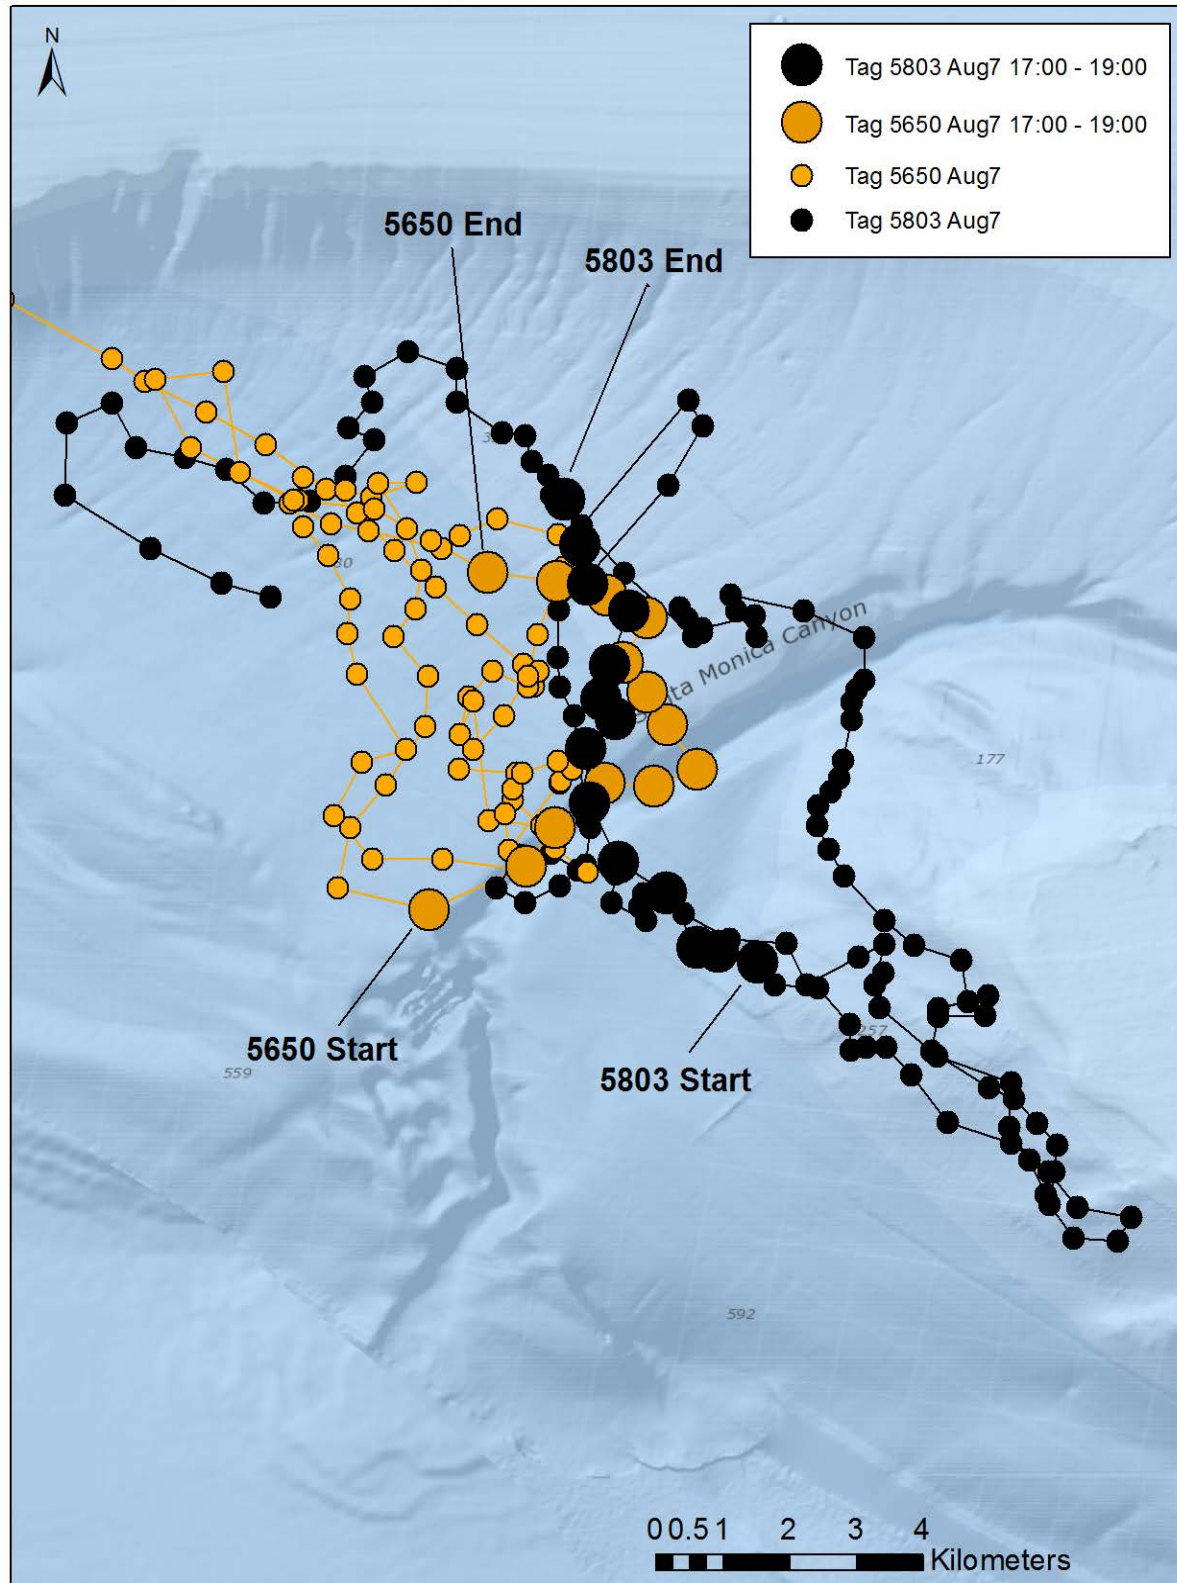 N
Tag 5803 Aug7 17:00 - 19:00
Tag 5650 Aug7 17:00 - 19:00
Tag 5650 Aug7
Tag 5803 Aug7
5650 End
5803 End
Monica Canyon
177
257
5650 Start
559
5803 Start
592
0 0.5 1 2 3 4
Kilometers